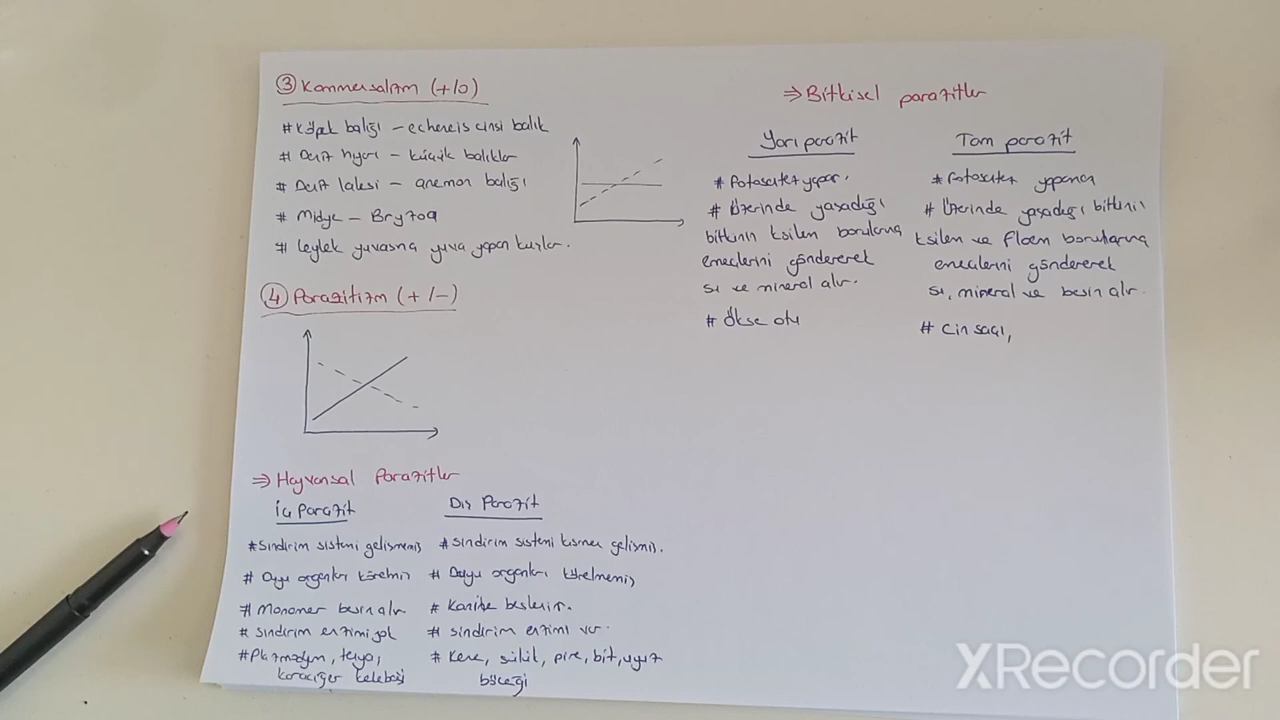 ③ Kommensalizm (+/0)
# Köpek balığı – echeneis cinsi balık
# Deniz hıyarı – küçük balıklar
# Deniz lalesi – anemon balığı
# Midye – Bryzoa
# Leylek yuvasına yuva yapan kuşlar.
④ Parazitizm (+/-)
⇒ Hayvansal Parazitler
İç Parazit
# Sindirim sistemi gelişmemiş
# Duyu organları körelmiş
# Monomer besin alır
# Sindirim enzimi yok
# Plazmodyum, tenya,
karaciğer kelebeği
Dış Parazit
# Sindirim sistemi kısmen gelişmiş.
# Duyu organları körelmemiş
# Kanibe beslenir.
# Sindirim enzimi var.
# Kene, sülük, pire, bit, uyuz
böceği
⇒ Bitkisel parazitler
Yarı parazit
# Fotosentez yapar.
# Üzerinde yaşadığı
bitkinin ksilem borularına
emeçlerini göndererek
su ve mineral alır.
# Ökse otu
Tam parazit
# Fotosentez yapamaz
# Üzerinde yaşadığı bitkinin
ksilem ve floem borularına
emeçlerini göndererek
su, mineral ve besin alır.
# Cin saçı,
XRecorder